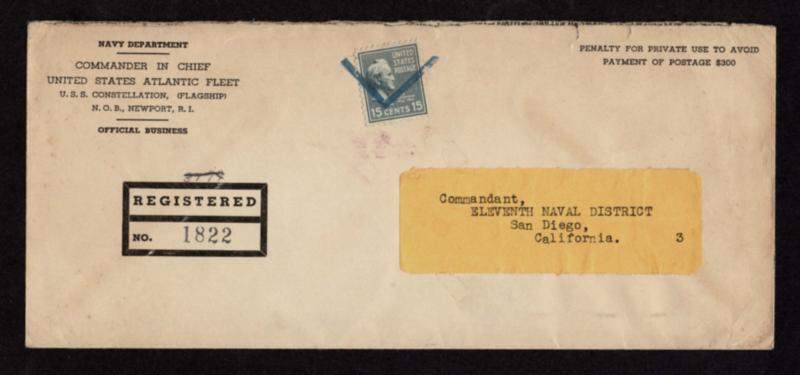 NAVY DEPARTMENT
COMMANDER IN CHIEF
UNITED STATES ATLANTIC FLEET
U.S.S. CONSTELLATION, (FLAGSHIP)
N.O.B., NEWPORT, R.I.
OFFICIAL BUSINESS
UNITED
STATES
POSTAGE
15 CENTS 15
PENALTY FOR PRIVATE USE TO AVOID
PAYMENT OF POSTAGE $300
REGISTERED
NO. 1822
Commandant,
ELEVENTH NAVAL DISTRICT
San Diego,
California. 3